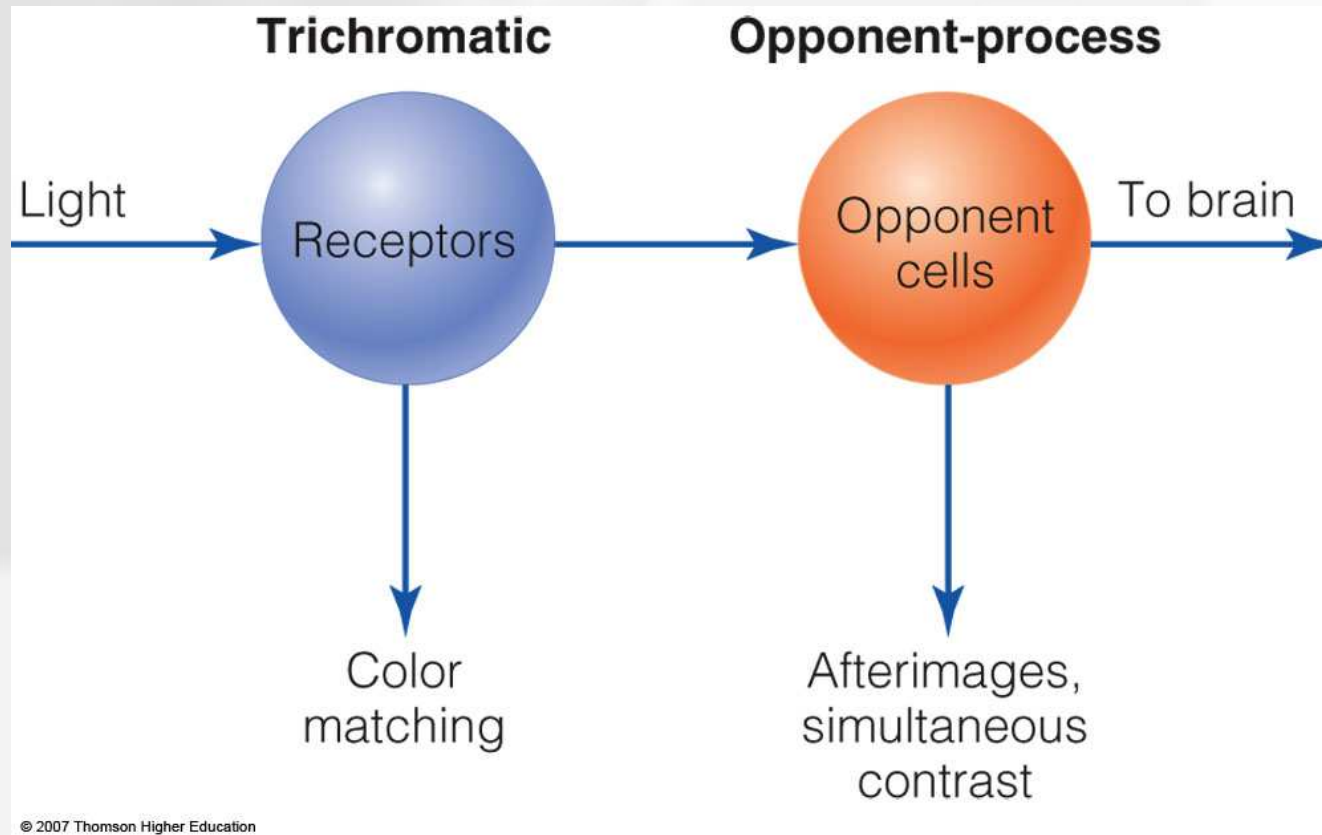 Trichromatic
Opponent-process
Light
Receptors
Opponent
cells
To brain
Color
matching
Afterimages,
simultaneous
contrast
© 2007 Thomson Higher Education